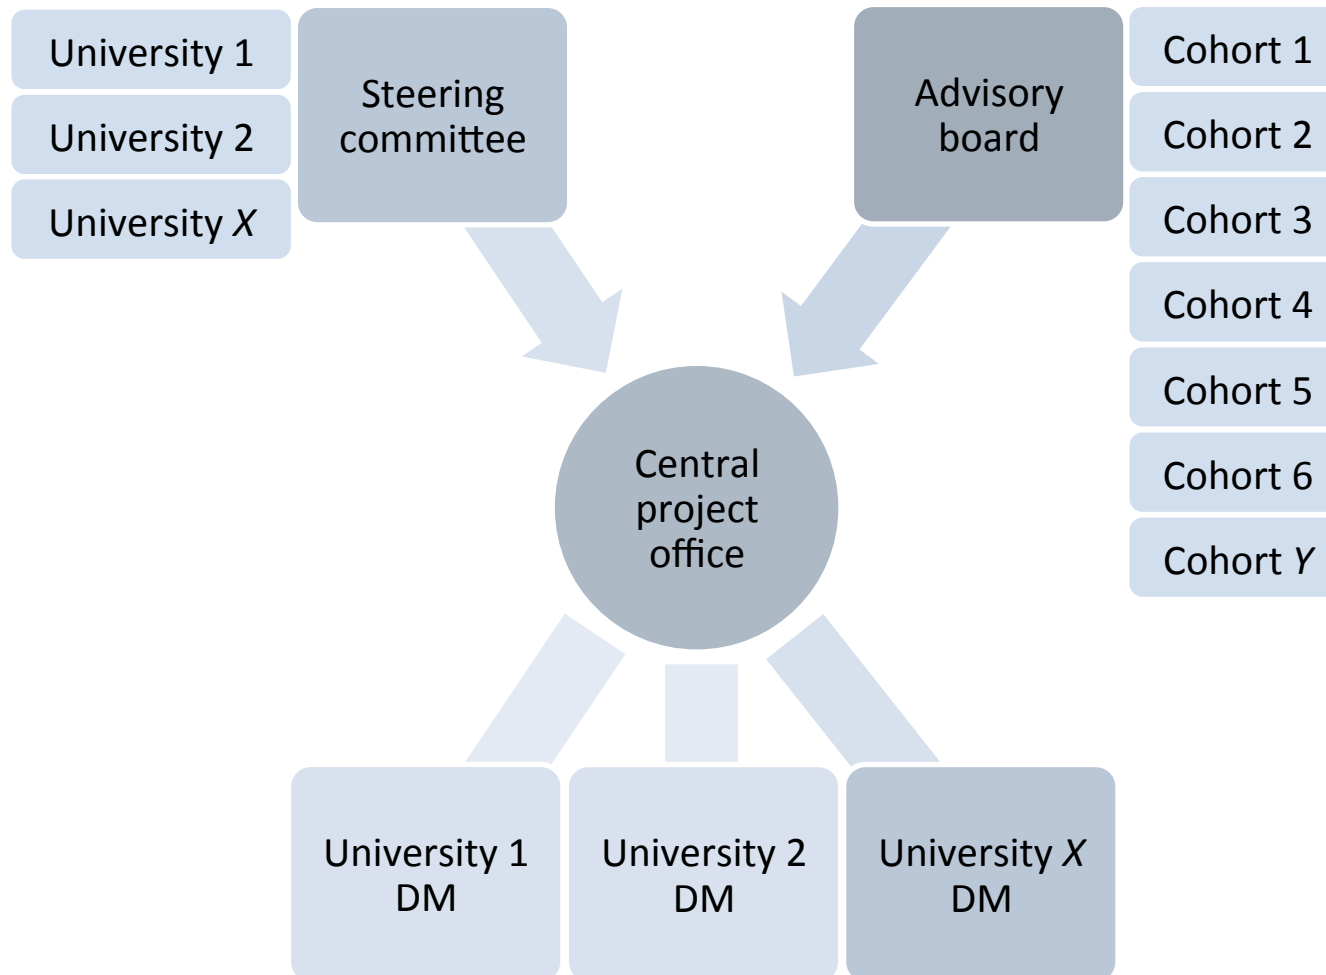 University 1
University 2
University X
Steering
committee
Advisory
board
Cohort 1
Cohort 2
Cohort 3
Cohort 4
Cohort 5
Cohort 6
Cohort Y
Central
project
office
University 1
DM
University 2
DM
University X
DM